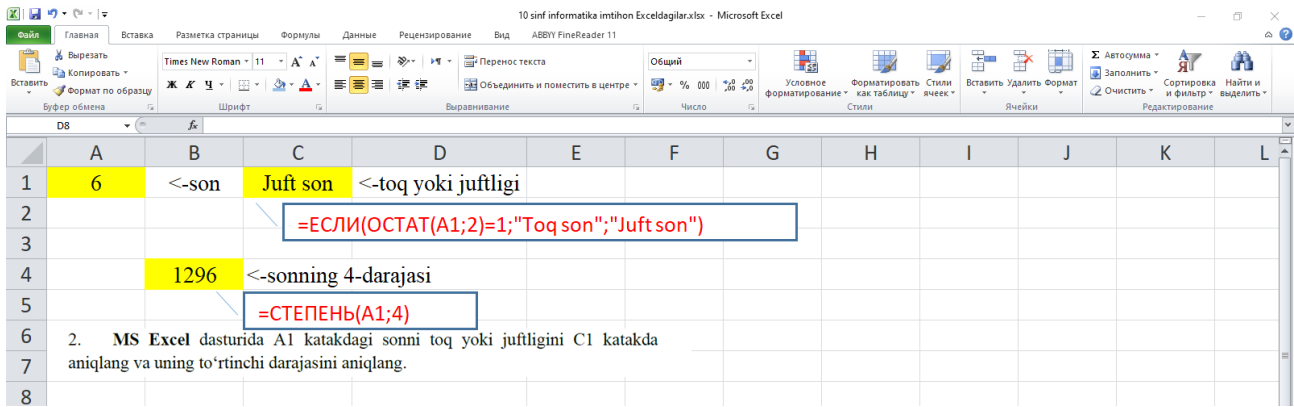 10 sinf informatika imtihon Exceldagilar.xlsx - Microsoft Excel
Файл Главная Вставка Разметка страницы Формулы Данные Рецензирование Вид ABBYY FineReader 11
Вставить
Вырезать
Копировать
Формат по образцу
Буфер обмена
Times New Roman 11
Ж К Ч
Шрифт
Перенос текста
Объединить и поместить в центре
Выравнивание
Общий
% 000
Число
Условное форматирование
Форматировать как таблицу
Стили ячеек
Стили
Вставить Удалить Формат
Ячейки
Σ Автосумма
Заполнить
Очистить
Сортировка и фильтр
Найти и выделить
Редактирование
D8 fx
A B C D E F G H I J K L
1 6 <-son Juft son <-toq yoki juftligi
2
=ЕСЛИ(ОСТАТ(A1;2)=1;"Toq son";"Juft son")
3
4 1296 <-sonning 4-darajasi
5
=СТЕПЕНЬ(A1;4)
6 2. MS Excel dasturida A1 katakdagi sonni toq yoki juftligini C1 katakda
7 aniqlang va uning to‘rtinchi darajasini aniqlang.
8